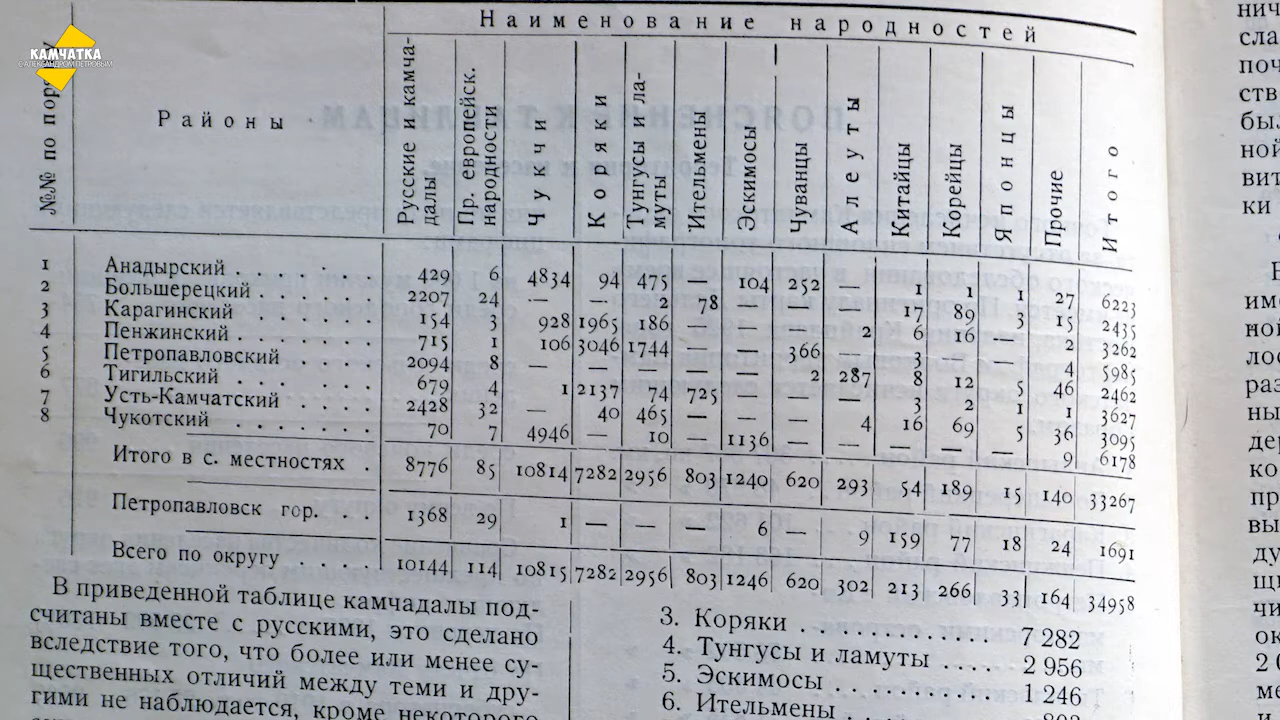 КАМЧАТКА
С АЛЕКСАНДРОМ ПЕТРОВЫМ
Наименование народностей
№№ по пор
Районы
Русские и камча-
далы
Пр. европейск.
народности
Чукчи
Коряки
Тунгусы и ла-
муты
Ительмены
Эскимосы
Чуванцы
Алеуты
Китайцы
Корейцы
Японцы
Прочие
Итого
1 Анадырский . . . . . . 429 6 4834 94 475 — 104 252 — 1 1 1 27 6223
2 Большерецкий . . . . . 2207 24 — — 2 78 — — — 17 89 3 15 2435
3 Карагинский . . . . . . 154 3 928 1965 186 — — — 2 6 16 — 2 3262
4 Пенжинский . . . . . . 715 1 106 3046 1744 — — 366 — 3 — — 4 5985
5 Петропавловский . . . . 2094 8 — — — — — 2 287 8 12 5 46 2462
6 Тигильский . . . . . . 679 4 1 2137 74 725 — — — 3 2 1 1 3627
7 Усть-Камчатский . . . . 2428 32 — 40 465 — — — 4 16 69 5 36 3095
8 Чукотский . . . . . . . 70 7 4946 — 10 — 1136 — — — — — 9 6178
Итого в с. местностях . 8776 85 10814 7282 2956 803 1240 620 293 54 189 15 140 33267
Петропавловск гор. . . . 1368 29 1 — — — 6 — 9 159 77 18 24 1691
Всего по округу . . . . . 10144 114 10815 7282 2956 803 1246 620 302 213 266 33 164 34958
В приведенной таблице камчадалы под-
считаны вместе с русскими, это сделано
вследствие того, что более или менее су-
щественных отличий между теми и дру-
гими не наблюдается, кроме некоторого
3. Коряки . . . . . . . . . . . 7 282
4. Тунгусы и ламуты . . . . . 2 956
5. Эскимосы . . . . . . . . . . 1 246
6. Ительмены . . . . . . . . . 803